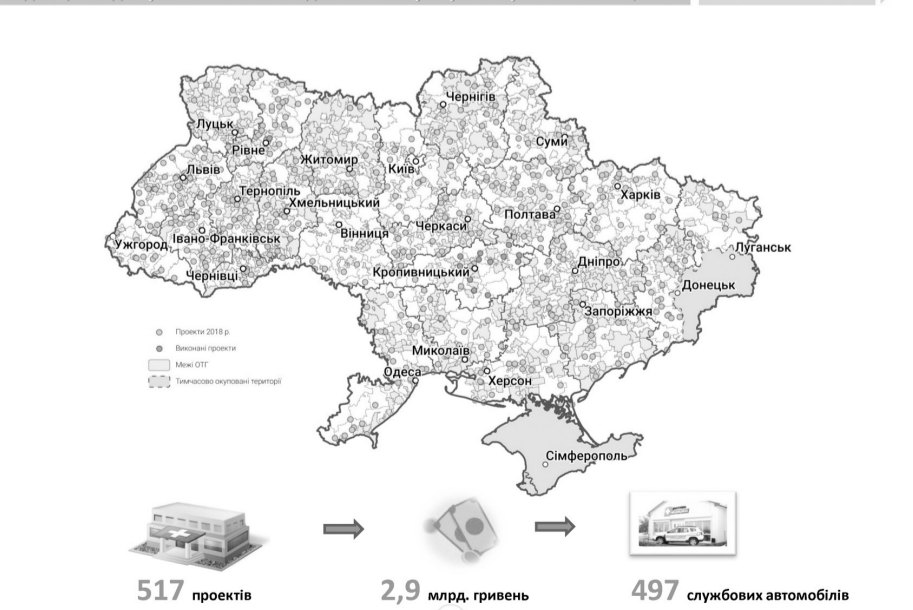 Чернігів
Луцьк
Рівне
Суми
Житомир
Київ
Львів
Харків
Тернопіль
Хмельницький
Полтава
Черкаси
Вінниця
Івано-Франківськ
Ужгород
Луганськ
Дніпро
Кропивницький
Чернівці
Донецьк
Запоріжжя
Проекти 2018 р.
Виконані проекти
Межі ОТГ
Тимчасово окуповані території
Миколаїв
Одеса
Херсон
Сімферополь
517 проектів
2,9 млрд. гривень
497 службових автомобілів